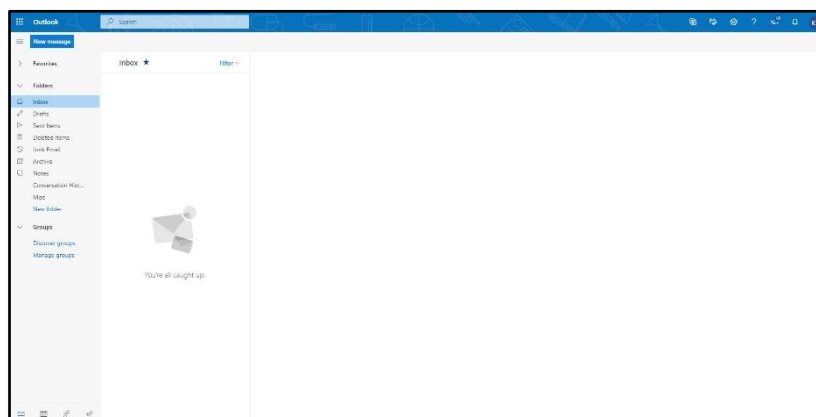 Outlook
Search
New message
Favorites
Inbox
Filter
Folders
Inbox
Drafts
Sent Items
Deleted Items
Junk Email
Archive
Notes
Conversation Hist...
Misc
New folder
Groups
Discover groups
Manage groups
You're all caught up.